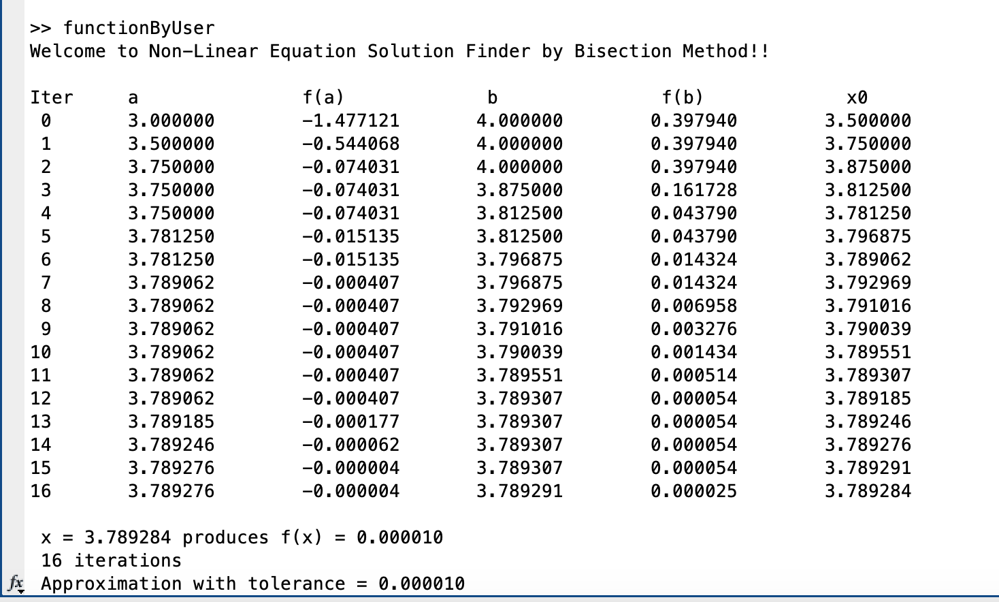 >> functionByUser
Welcome to Non-Linear Equation Solution Finder by Bisection Method!!
Iter a f(a) b f(b) x0
0 3.000000 -1.477121 4.000000 0.397940 3.500000
1 3.500000 -0.544068 4.000000 0.397940 3.750000
2 3.750000 -0.074031 4.000000 0.397940 3.875000
3 3.750000 -0.074031 3.875000 0.161728 3.812500
4 3.750000 -0.074031 3.812500 0.043790 3.781250
5 3.781250 -0.015135 3.812500 0.043790 3.796875
6 3.781250 -0.015135 3.796875 0.014324 3.789062
7 3.789062 -0.000407 3.796875 0.014324 3.792969
8 3.789062 -0.000407 3.792969 0.006958 3.791016
9 3.789062 -0.000407 3.791016 0.003276 3.790039
10 3.789062 -0.000407 3.790039 0.001434 3.789551
11 3.789062 -0.000407 3.789551 0.000514 3.789307
12 3.789062 -0.000407 3.789307 0.000054 3.789185
13 3.789185 -0.000177 3.789307 0.000054 3.789246
14 3.789246 -0.000062 3.789307 0.000054 3.789276
15 3.789276 -0.000004 3.789307 0.000054 3.789291
16 3.789276 -0.000004 3.789291 0.000025 3.789284
x = 3.789284 produces f(x) = 0.000010
16 iterations
fx Approximation with tolerance = 0.000010